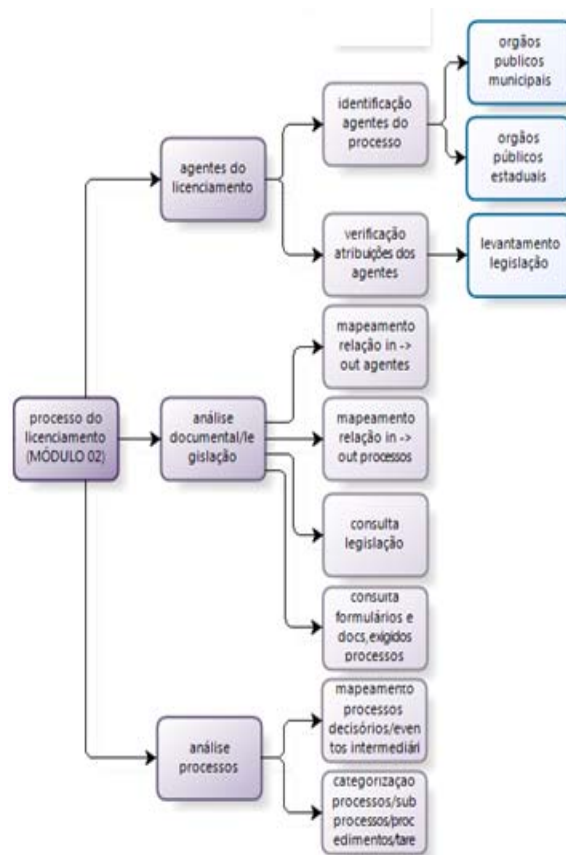 orgãos
publicos
municipais
identificação
agentes do
processo
agentes do
licenciamento
orgãos
públicos
estaduais
verificação
atribuições dos
agentes
levantamento
legislação
mapeamento
relação in ->
out agentes
processo do
licenciamento
(MÓDULO 02)
análise
documental/le
gislação
mapeamento
relação in ->
out processos
consulta
legislação
consulta
formulários e
docs,exigidos
processos
mapeamento
processos
decisórios/even
tos intermediári
análise
processos
categorização
processos/sub
processos/proc
edimentos/tare